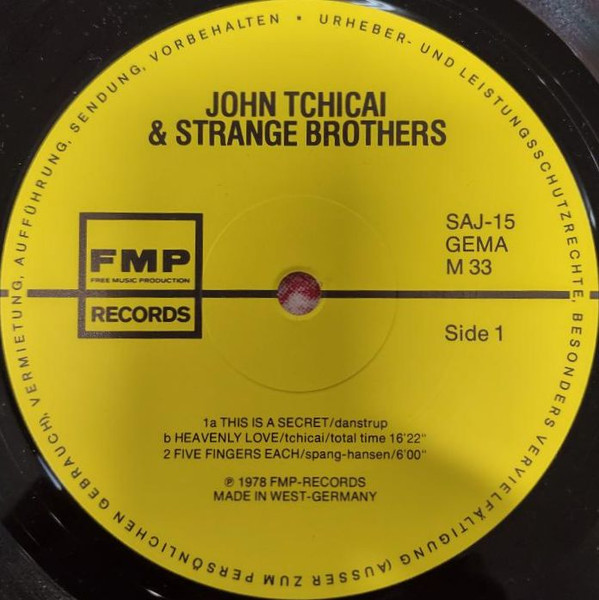 JOHN TCHICAI
& STRANGE BROTHERS
FMP
FREE MUSIC PRODUCTION
RECORDS
SAJ-15
GEMA
M 33
Side 1
1a THIS IS A SECRET/danstrup
b HEAVENLY LOVE/tchicai/total time 16'22"
2 FIVE FINGERS EACH/spang-hansen/6'00"
℗ 1978 FMP-RECORDS
MADE IN WEST-GERMANY
• URHEBER- UND LEISTUNGSSCHUTZRECHTE, BESONDERS VERVIELFÄLTIGUNG (AUSSER ZUM PERSÖNLICHEN GEBRAUCH), VERMIETUNG, AUFFÜHRUNG, SENDUNG, VORBEHALTEN